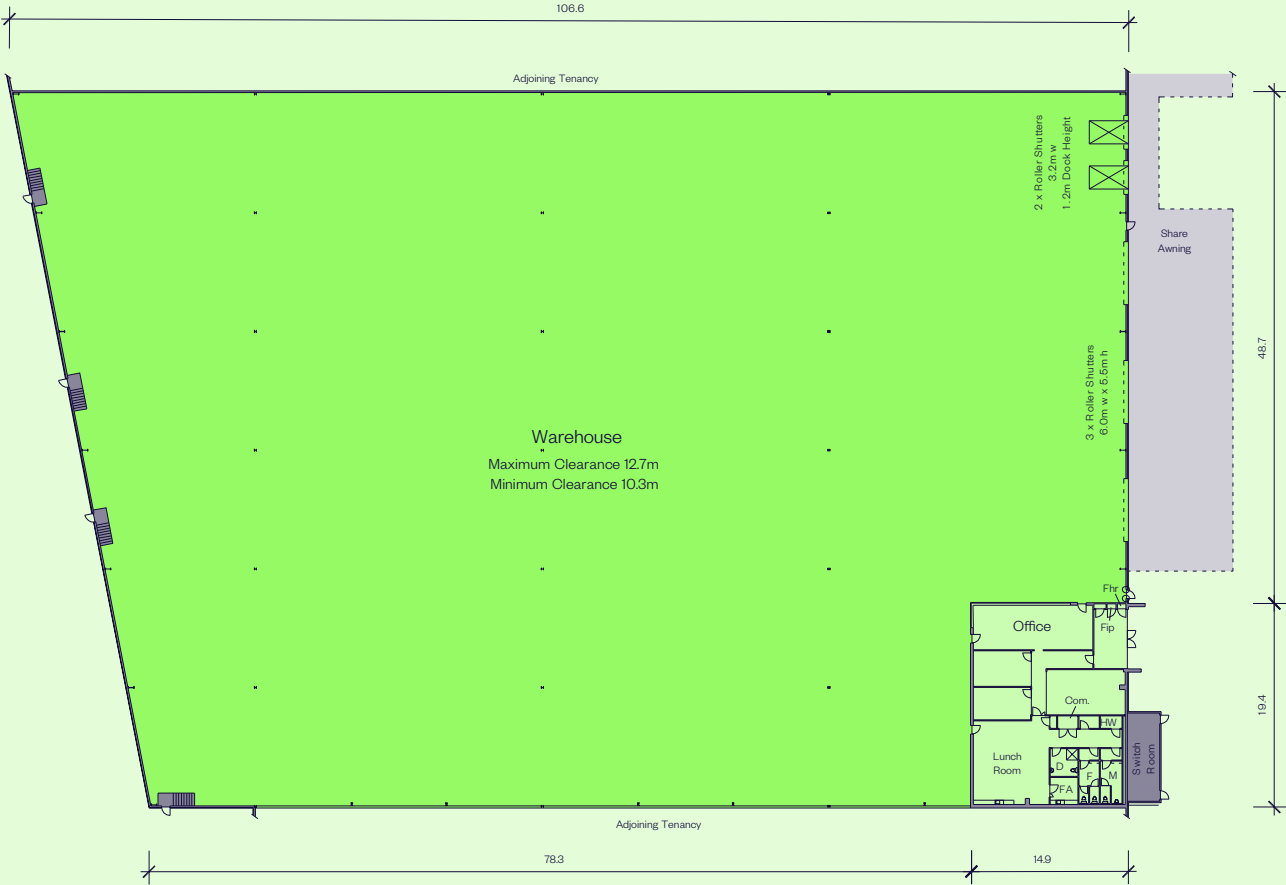 106.6
Adjoining Tenancy
2 x Roller Shutters
3.2m w
1.2m Dock Height
Share
Awning
48.7
3 x Roller Shutters
6.0m w x 5.5m h
Warehouse
Maximum Clearance 12.7m
Minimum Clearance 10.3m
Fhr
Office
Fip
Com.
HW
19.4
Switch
Room
Lunch
Room
D
F
M
FA
Adjoining Tenancy
78.3
14.9